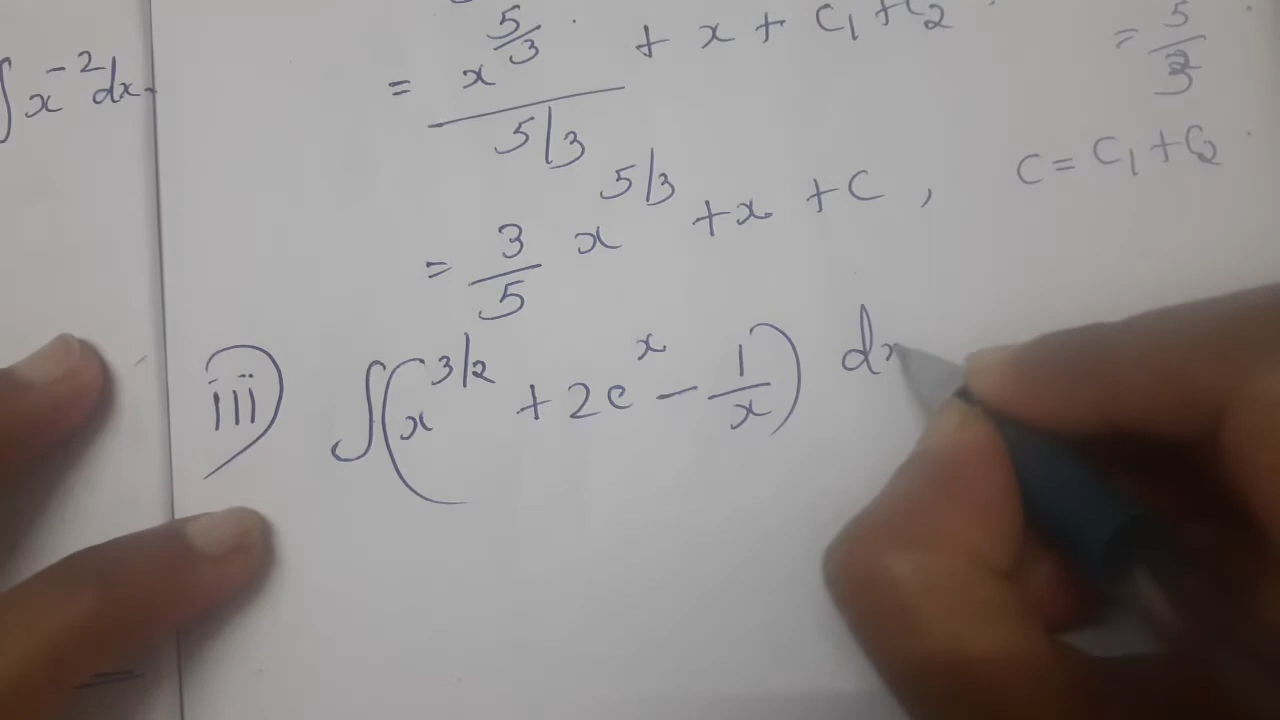 ∫ x^{-2} dx
= x^{5/3} / (5/3) + x + C₁ + C₂
= 5/3
= 3/5 x^{5/3} + x + C , C = C₁ + C₂
iii) ∫ ( x^{3/2} + 2e^x - 1/x ) dx